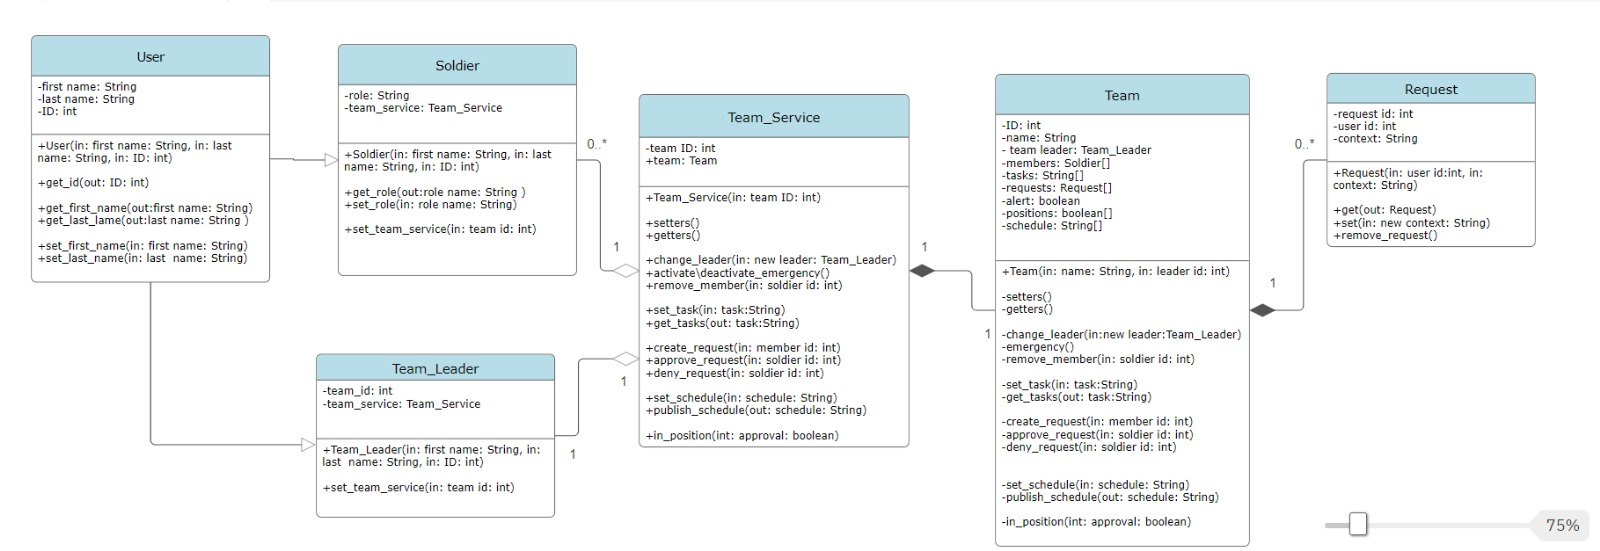 User
-first name: String
-last name: String
-ID: int
+User(in: first name: String, in: last
name: String, in: ID: int)
+get_id(out: ID: int)
+get_first_name(out:first name: String)
+get_last_lame(out:last name: String )
+set_first_name(in: first name: String)
+set_last_name(in: last  name: String)
Soldier
-role: String
-team_service: Team_Service
+Soldier(in: first name: String, in: last
name: String, in: ID: int)
+get_role(out:role name: String )
+set_role(in: role name: String)
+set_team_service(in: team id: int)
0..*
1
Team_Leader
-team_id: int
-team_service: Team_Service
+Team_Leader(in: first name: String, in:
last  name: String, in: ID: int)
+set_team_service(in: team id: int)
1
1
Team_Service
-team ID: int
+team: Team
+Team_Service(in: team ID: int)
+setters()
+getters()
+change_leader(in: new leader: Team_Leader)
+activate\deactivate_emergency()
+remove_member(in: soldier id: int)
+set_task(in: task:String)
+get_tasks(out: task:String)
+create_request(in: member id: int)
+approve_request(in: soldier id: int)
+deny_request(in: soldier id: int)
+set_schedule(in: schedule: String)
+publish_schedule(out: schedule: String)
+in_position(int: approval: boolean)
1
1
Team
-ID: int
-name: String
- team leader: Team_Leader
-members: Soldier[]
-tasks: String[]
-requests: Request[]
-alert: boolean
-positions: boolean[]
-schedule: String[]
+Team(in: name: String, in: leader id: int)
-setters()
-getters()
-change_leader(in:new leader:Team_Leader)
-emergency()
-remove_member(in: soldier id: int)
-set_task(in: task:String)
-get_tasks(out: task:String)
-create_request(in: member id: int)
-approve_request(in: soldier id: int)
-deny_request(in: soldier id: int)
-set_schedule(in: schedule: String)
-publish_schedule(out: schedule: String)
-in_position(int: approval: boolean)
0..*
1
Request
-request id: int
-user id: int
-context: String
+Request(in: user id:int, in:
context: String)
+get(out: Request)
+set(in: new context: String)
+remove_request()
75%